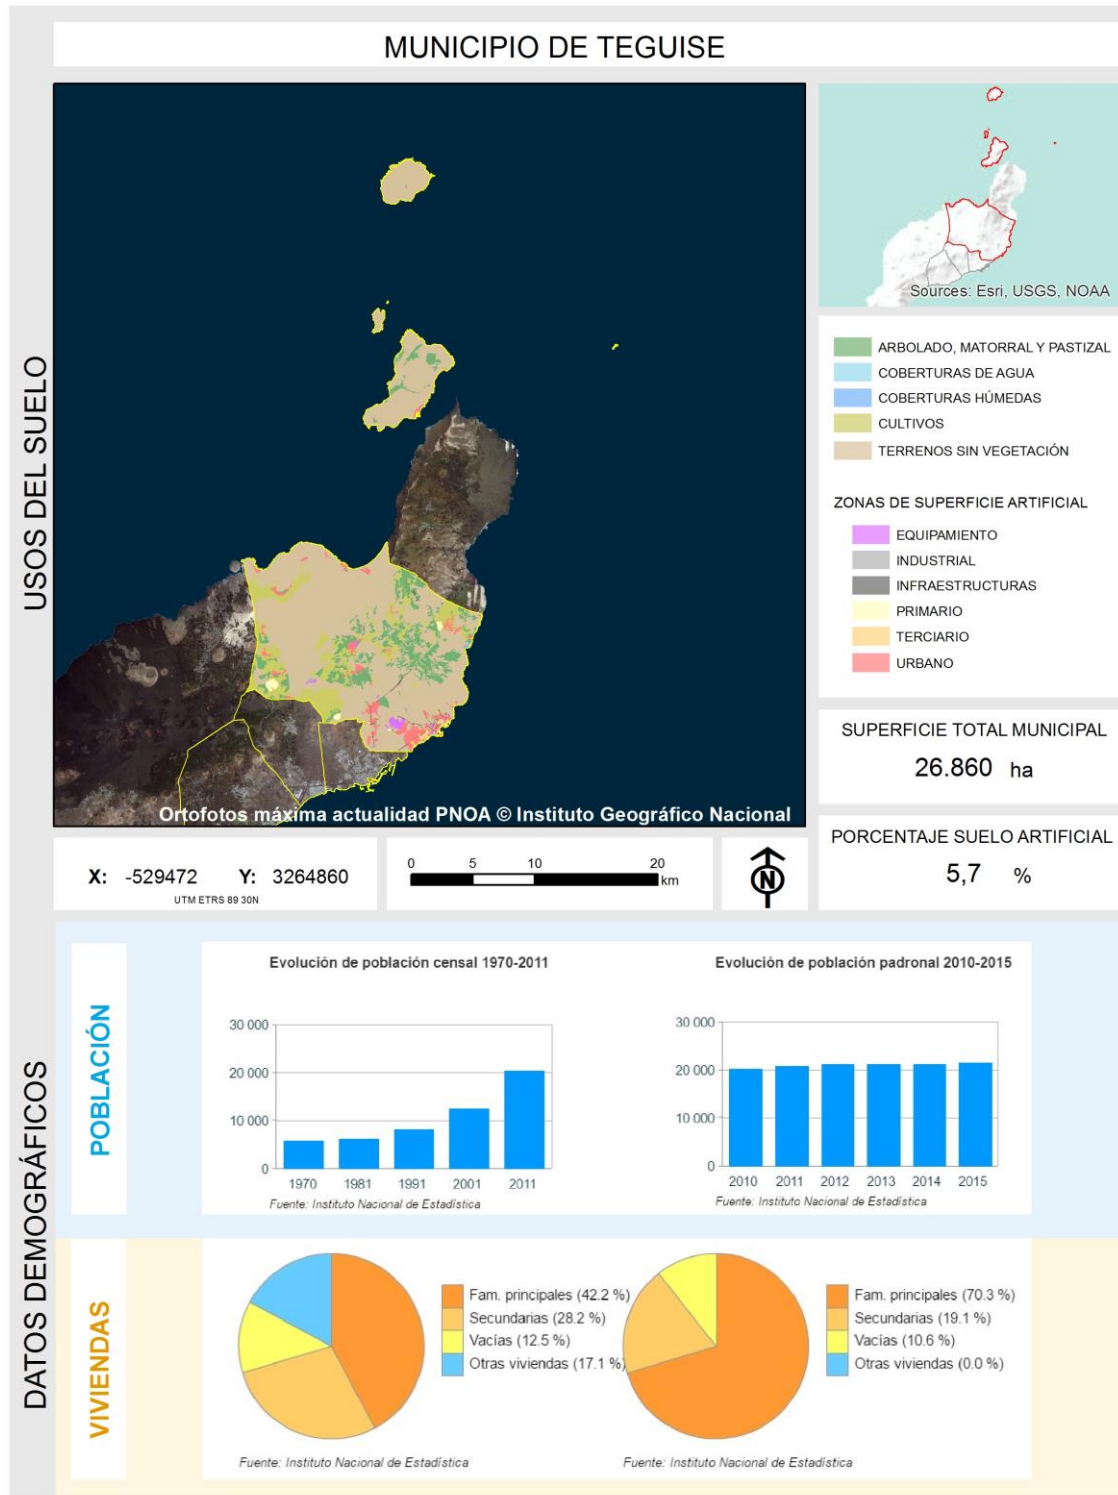 MUNICIPIO DE TEGUISE
USOS DEL SUELO
Ortofotos máxima actualidad PNOA © Instituto Geográfico Nacional
Sources: Esri, USGS, NOAA
ARBOLADO, MATORRAL Y PASTIZAL
COBERTURAS DE AGUA
COBERTURAS HÚMEDAS
CULTIVOS
TERRENOS SIN VEGETACIÓN
ZONAS DE SUPERFICIE ARTIFICIAL
EQUIPAMIENTO
INDUSTRIAL
INFRAESTRUCTURAS
PRIMARIO
TERCIARIO
URBANO
SUPERFICIE TOTAL MUNICIPAL
26.860 ha
PORCENTAJE SUELO ARTIFICIAL
5,7 %
X: -529472 Y: 3264860
UTM ETRS 89 30N
0 5 10 20
km
N
DATOS DEMOGRÁFICOS
POBLACIÓN
Evolución de población censal 1970-2011
30 000
20 000
10 000
0
1970 1981 1991 2001 2011
Fuente: Instituto Nacional de Estadística
Evolución de población padronal 2010-2015
30 000
20 000
10 000
0
2010 2011 2012 2013 2014 2015
Fuente: Instituto Nacional de Estadística
VIVIENDAS
Fam. principales (42.2 %)
Secundarias (28.2 %)
Vacías (12.5 %)
Otras viviendas (17.1 %)
Fuente: Instituto Nacional de Estadística
Fam. principales (70.3 %)
Secundarias (19.1 %)
Vacías (10.6 %)
Otras viviendas (0.0 %)
Fuente: Instituto Nacional de Estadística